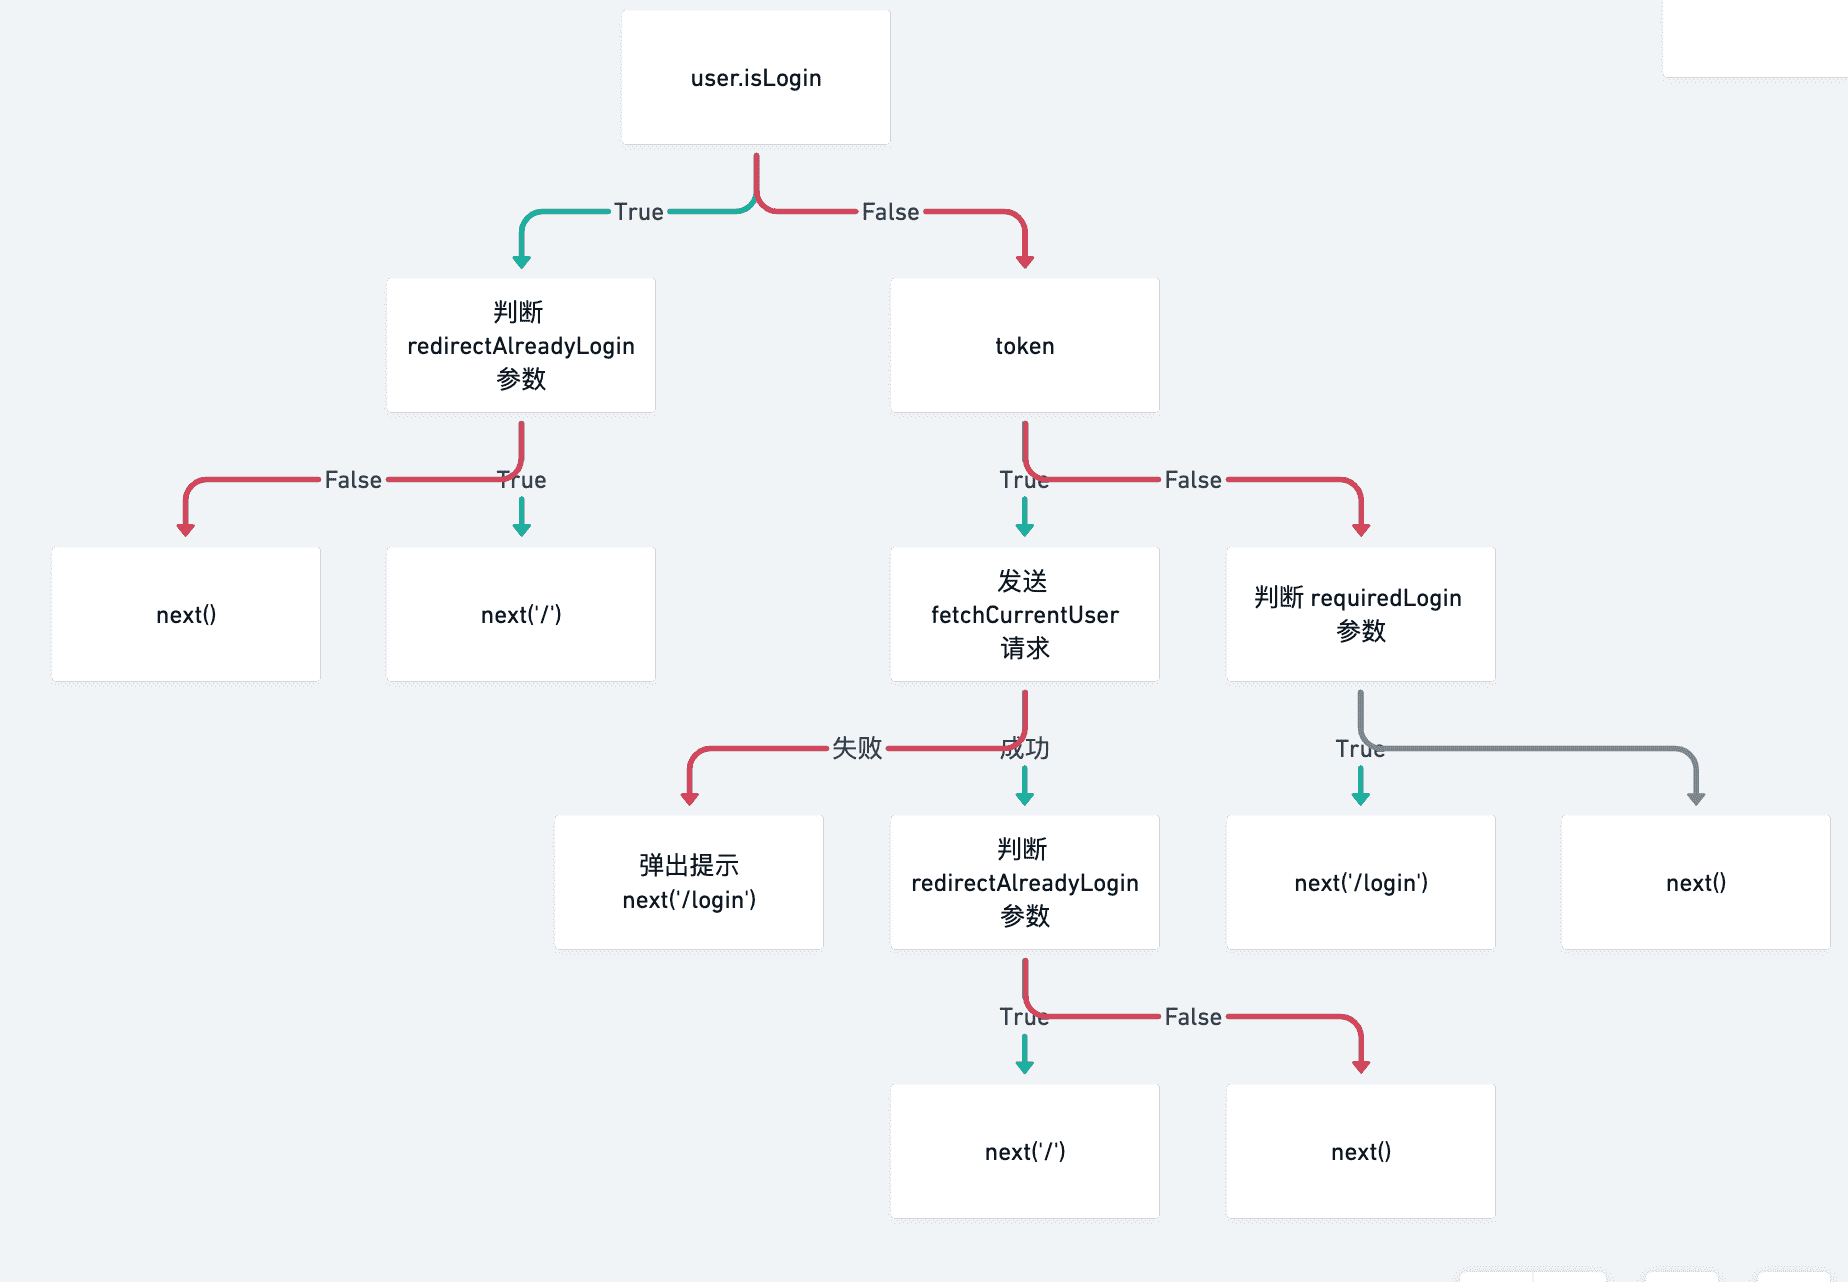 user.isLogin
True
False
判断
redirectAlreadyLogin
参数
token
False
True
True
False
next()
next('/')
发送
fetchCurrentUser
请求
判断 requiredLogin
参数
失败
成功
True
弹出提示
next('/login')
判断
redirectAlreadyLogin
参数
next('/login')
next()
True
False
next('/')
next()